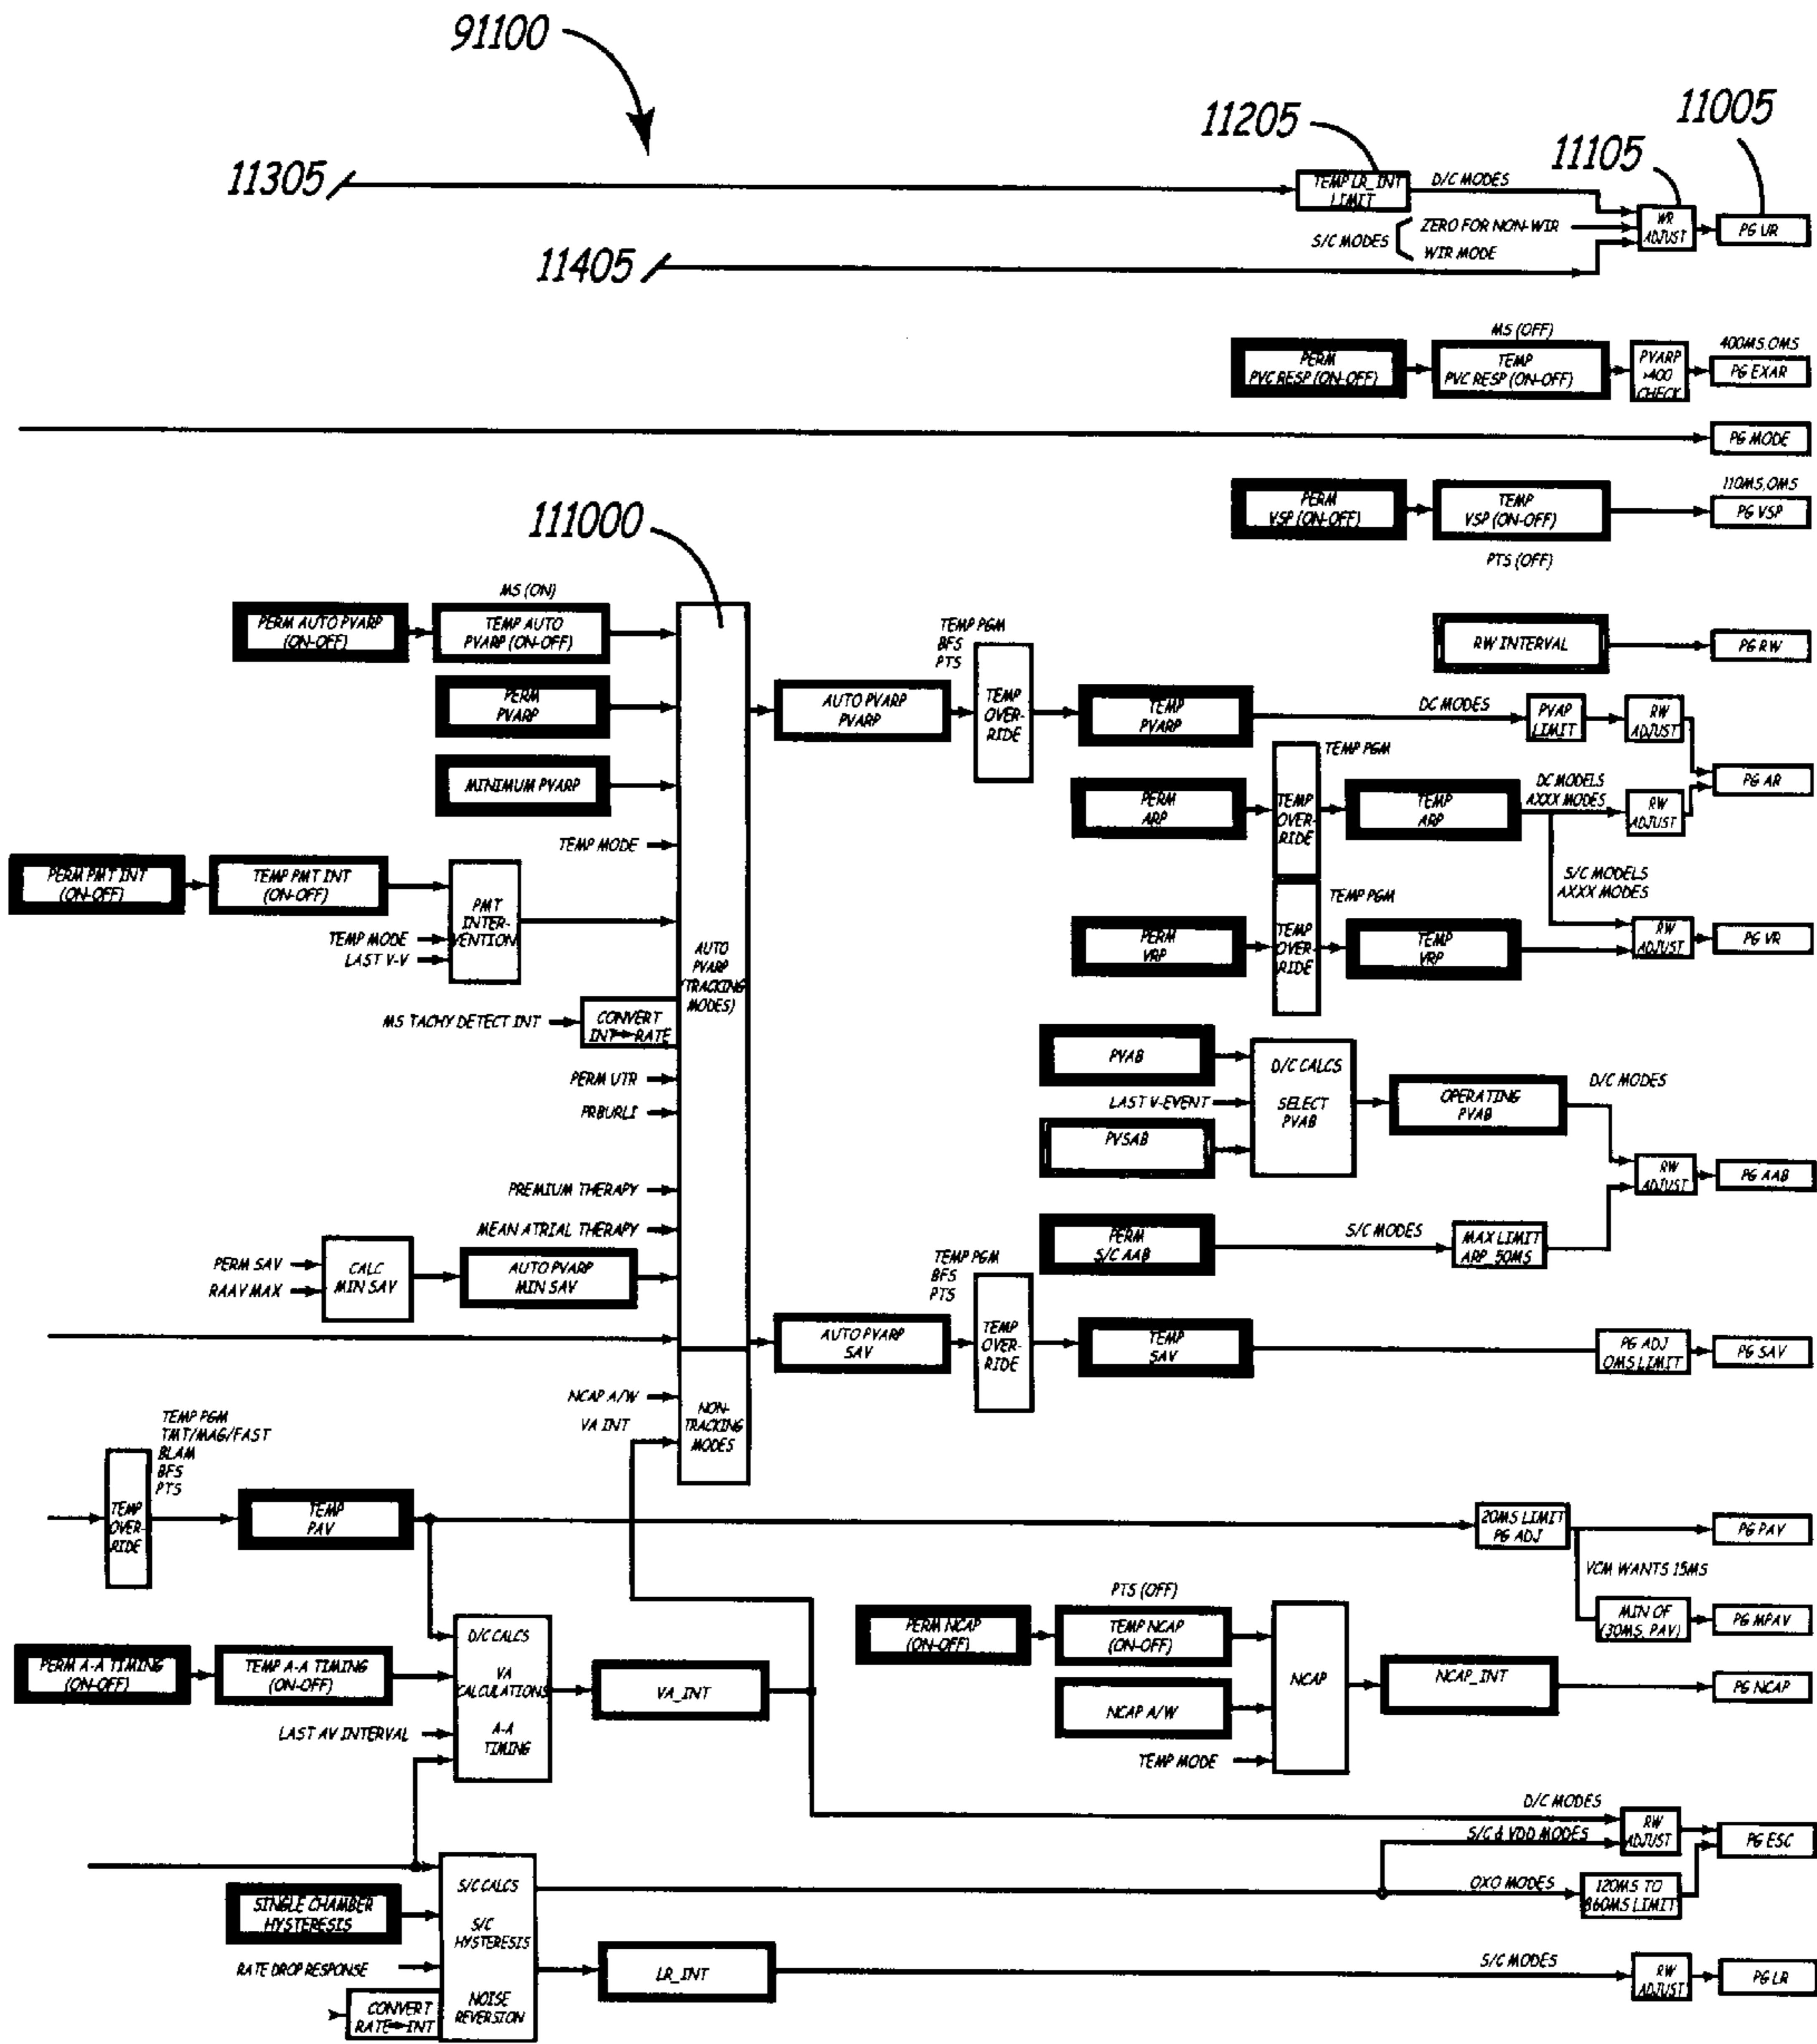 91100
11205
11005
11105
11305
TEMP LR_INT
LIMIT
D/C MODES
WR
ADJUST
PG UR
S/C MODES
ZERO FOR NON-WIR
WIR MODE
11405
PERM
PVC RESP (ON-OFF)
MS (OFF)
TEMP
PVC RESP (ON-OFF)
PVARP
>400
CHECK
400MS, 0MS
PG EXAR
PG MODE
PERM
VSP (ON-OFF)
TEMP
VSP (ON-OFF)
PTS (OFF)
110MS, 0MS
PG VSP
111000
PERM AUTO PVARP
(ON-OFF)
MS (ON)
TEMP AUTO
PVARP (ON-OFF)
PERM
PVARP
MINIMUM PVARP
TEMP MODE
PERM PMT INT
(ON-OFF)
TEMP PMT INT
(ON-OFF)
PMT
INTER-
VENTION
TEMP MODE
LAST V-V
MS TACHY DETECT INT
CONVERT
INT→RATE
PERM UTR
PRBURLI
PREMIUM THERAPY
MEAN ATRIAL THERAPY
PERM SAV
RAAV MAX
CALC
MIN SAV
AUTO PVARP
MIN SAV
AUTO
PVARP
(TRACKING
MODES)
NCAP A/W
VA INT
NON-
TRACKING
MODES
AUTO PVARP
PVARP
TEMP PGM
BFS
PTS
TEMP
OVER-
RIDE
TEMP
PVARP
DC MODES
PVAP
LIMIT
RW
ADJUST
RW INTERVAL
PG RW
PERM
ARP
TEMP
OVER-
RIDE
TEMP PGM
TEMP
ARP
DC MODELS
AXXX MODES
RW
ADJUST
PG AR
S/C MODELS
AXXX MODES
PERM
VRP
TEMP
OVER-
RIDE
TEMP PGM
TEMP
VRP
RW
ADJUST
PG VR
PVAB
LAST V-EVENT
PVSAB
D/C CALCS
SELECT
PVAB
OPERATING
PVAB
D/C MODES
RW
ADJUST
PG AAB
PERM
S/C AAB
S/C MODES
MAX LIMIT
ARP_50MS
AUTO PVARP
SAV
TEMP PGM
BFS
PTS
TEMP
OVER-
RIDE
TEMP
SAV
PG ADJ
0MS LIMIT
PG SAV
TEMP
OVER-
RIDE
TEMP PGM
TMT/MAG/FAST
BLAM
BFS
PTS
TEMP
PAV
20MS LIMIT
PG ADJ
PG PAV
VCM WANTS 15MS
MIN OF
(30MS, PAV)
PG MPAV
PERM A-A TIMING
(ON-OFF)
TEMP A-A TIMING
(ON-OFF)
LAST AV INTERVAL
D/C CALCS
VA
CALCULATIONS
A-A
TIMING
VA_INT
PERM NCAP
(ON-OFF)
PTS (OFF)
TEMP NCAP
(ON-OFF)
NCAP A/W
TEMP MODE
NCAP
NCAP_INT
PG NCAP
D/C MODES
S/C & VDD MODES
RW
ADJUST
PG ESC
OXO MODES
120MS TO
860MS LIMIT
SINGLE CHAMBER
HYSTERESIS
RATE DROP RESPONSE
CONVERT
RATE→INT
S/C CALCS
S/C
HYSTERESIS
NOISE
REVERSION
LR_INT
S/C MODES
RW
ADJUST
PG LR